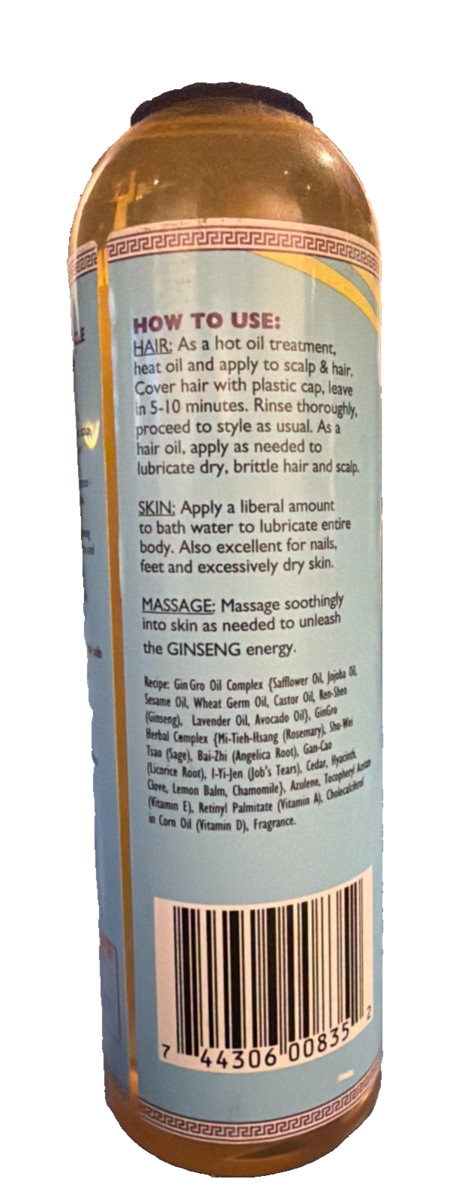 HOW TO USE:
HAIR: As a hot oil treatment,
heat oil and apply to scalp & hair.
Cover hair with plastic cap, leave
in 5-10 minutes. Rinse thoroughly,
proceed to style as usual. As a
hair oil, apply as needed to
lubricate dry, brittle hair and scalp.
SKIN: Apply a liberal amount
to bath water to lubricate entire
body. Also excellent for nails,
feet and excessively dry skin.
MASSAGE: Massage soothingly
into skin as needed to unleash
the GINSENG energy.
Recipe: Gin Gro Oil Complex {Safflower Oil, Jojoba Oil,
Sesame Oil, Wheat Germ Oil, Castor Oil, Ren-Shen
(Ginseng), Lavender Oil, Avocado Oil}, GinGro
Herbal Complex {Mi-Tieh-Hsang (Rosemary), Shu-Wei
Tsao (Sage), Bai-Zhi (Angelica Root), Gan-Cao
(Licorice Root), I-Yi-Jen (Job's Tears), Cedar, Hyacinth,
Clove, Lemon Balm, Chamomile}, Azulene, Tocopheryl Acetate
(Vitamin E), Retinyl Palmitate (Vitamin A), Cholecalciferol
in Corn Oil (Vitamin D), Fragrance.
7 44306 00835 2